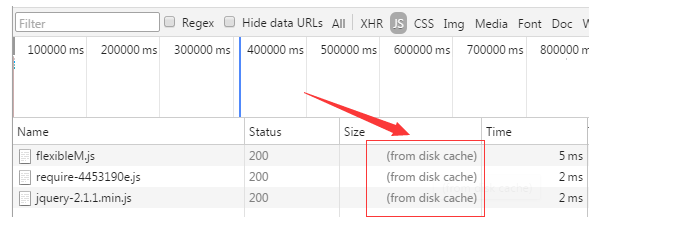 Filter Regex Hide data URLs All XHR JS CSS Img Media Font Doc
100000 ms 200000 ms 300000 ms 400000 ms 500000 ms 600000 ms 700000 ms 800000 ms
Name Status Size Time
flexibleM.js 200 (from disk cache) 5 ms
require-4453190e.js 200 (from disk cache) 2 ms
jquery-2.1.1.min.js 200 (from disk cache) 2 ms